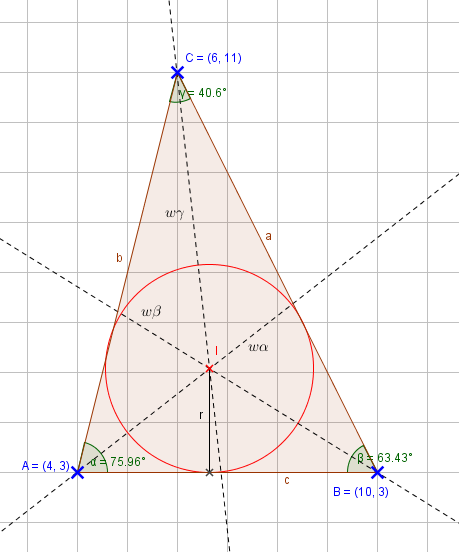 C = (6, 11)
γ = 40.6°
wγ
a
b
wβ
I
wα
r
α = 75.96°
β = 63.43°
A = (4, 3)
c
B = (10, 3)